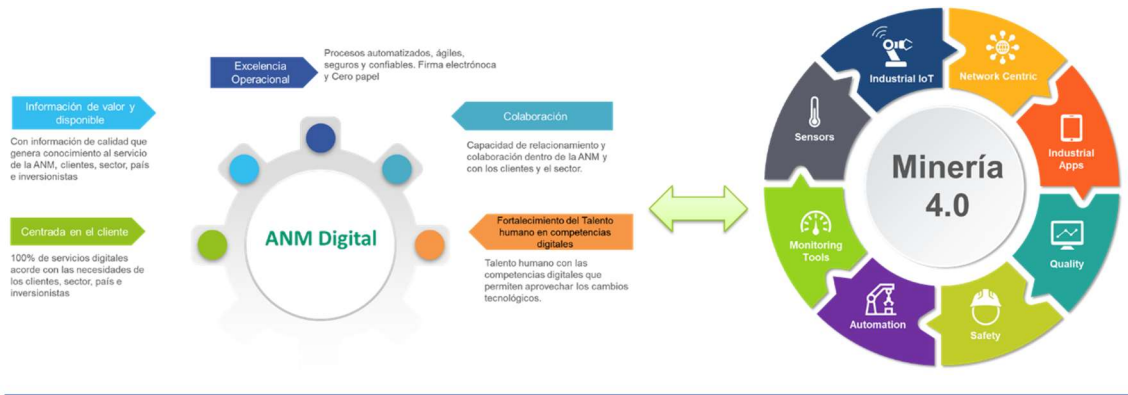 Excelencia
Operacional
Procesos automatizados, ágiles,
seguros y confiables. Firma electrónoca
y Cero papel
Información de valor y
disponible
Con información de calidad que
genera conocimiento al servicio
de la ANM, clientes, sector, país
e inversionistas
Colaboración
Capacidad de relacionamiento y
colaboración dentro de la ANM y
con los clientes y el sector.
Centrada en el cliente
100% de servicios digitales
acorde con las necesidades de
los clientes, sector, país e
inversionistas
ANM Digital
Fortalecimiento del Talento
humano en competencias
digitales
Talento humano con las
competencias digitales que
permiten aprovechar los cambios
tecnológicos.
Minería
4.0
Industrial IoT
Network Centric
Industrial
Apps
Quality
Safety
Automation
Monitoring
Tools
Sensors